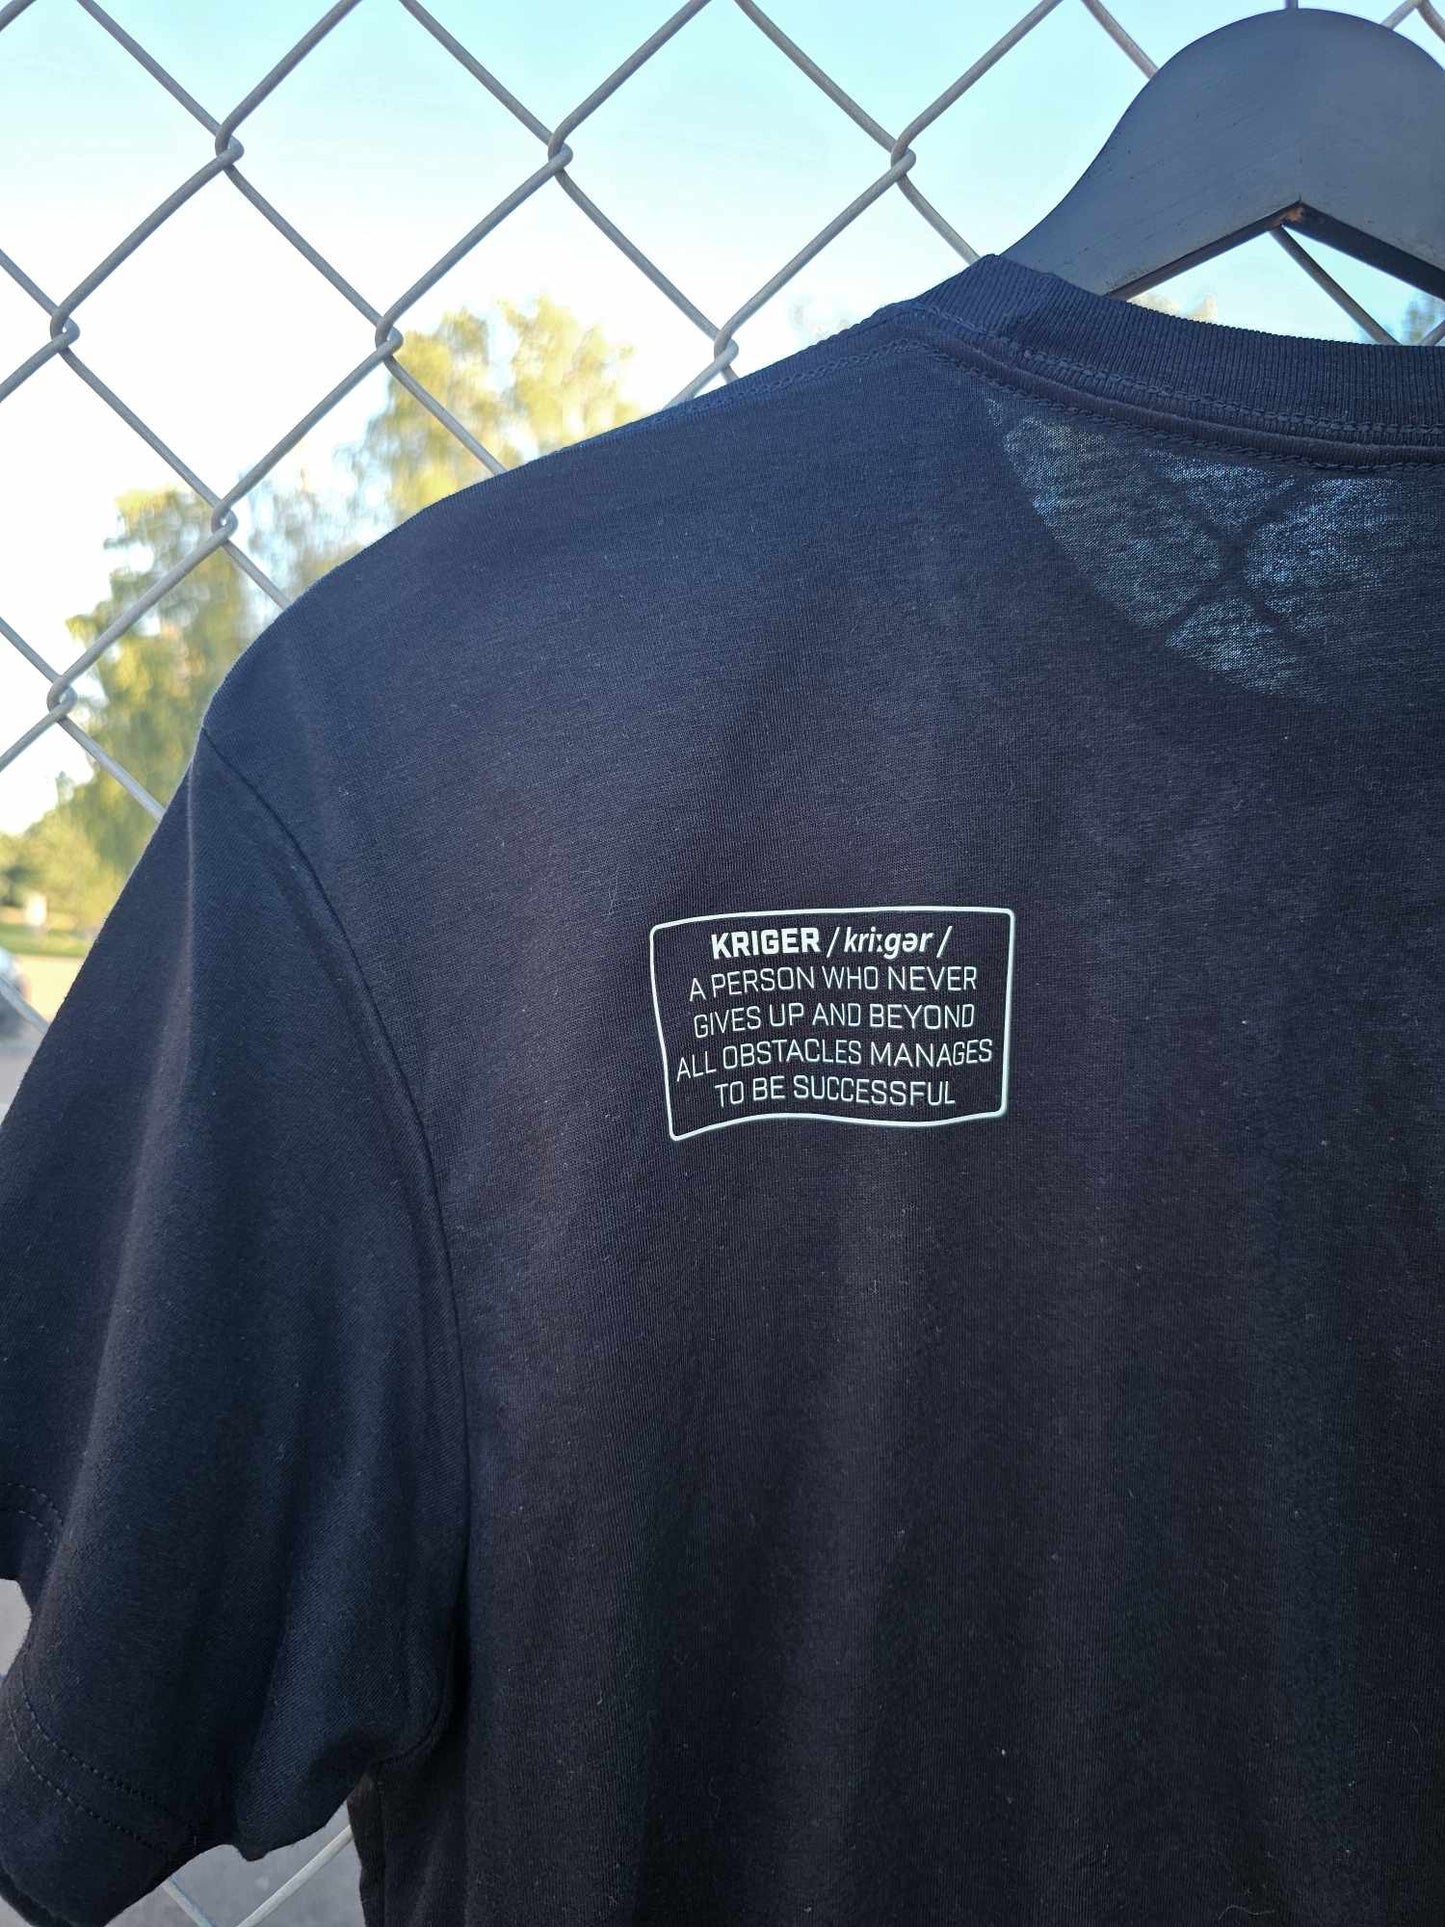 KRIGER /kri:gər/
A PERSON WHO NEVER
GIVES UP AND BEYOND
ALL OBSTACLES MANAGES
TO BE SUCCESSFUL